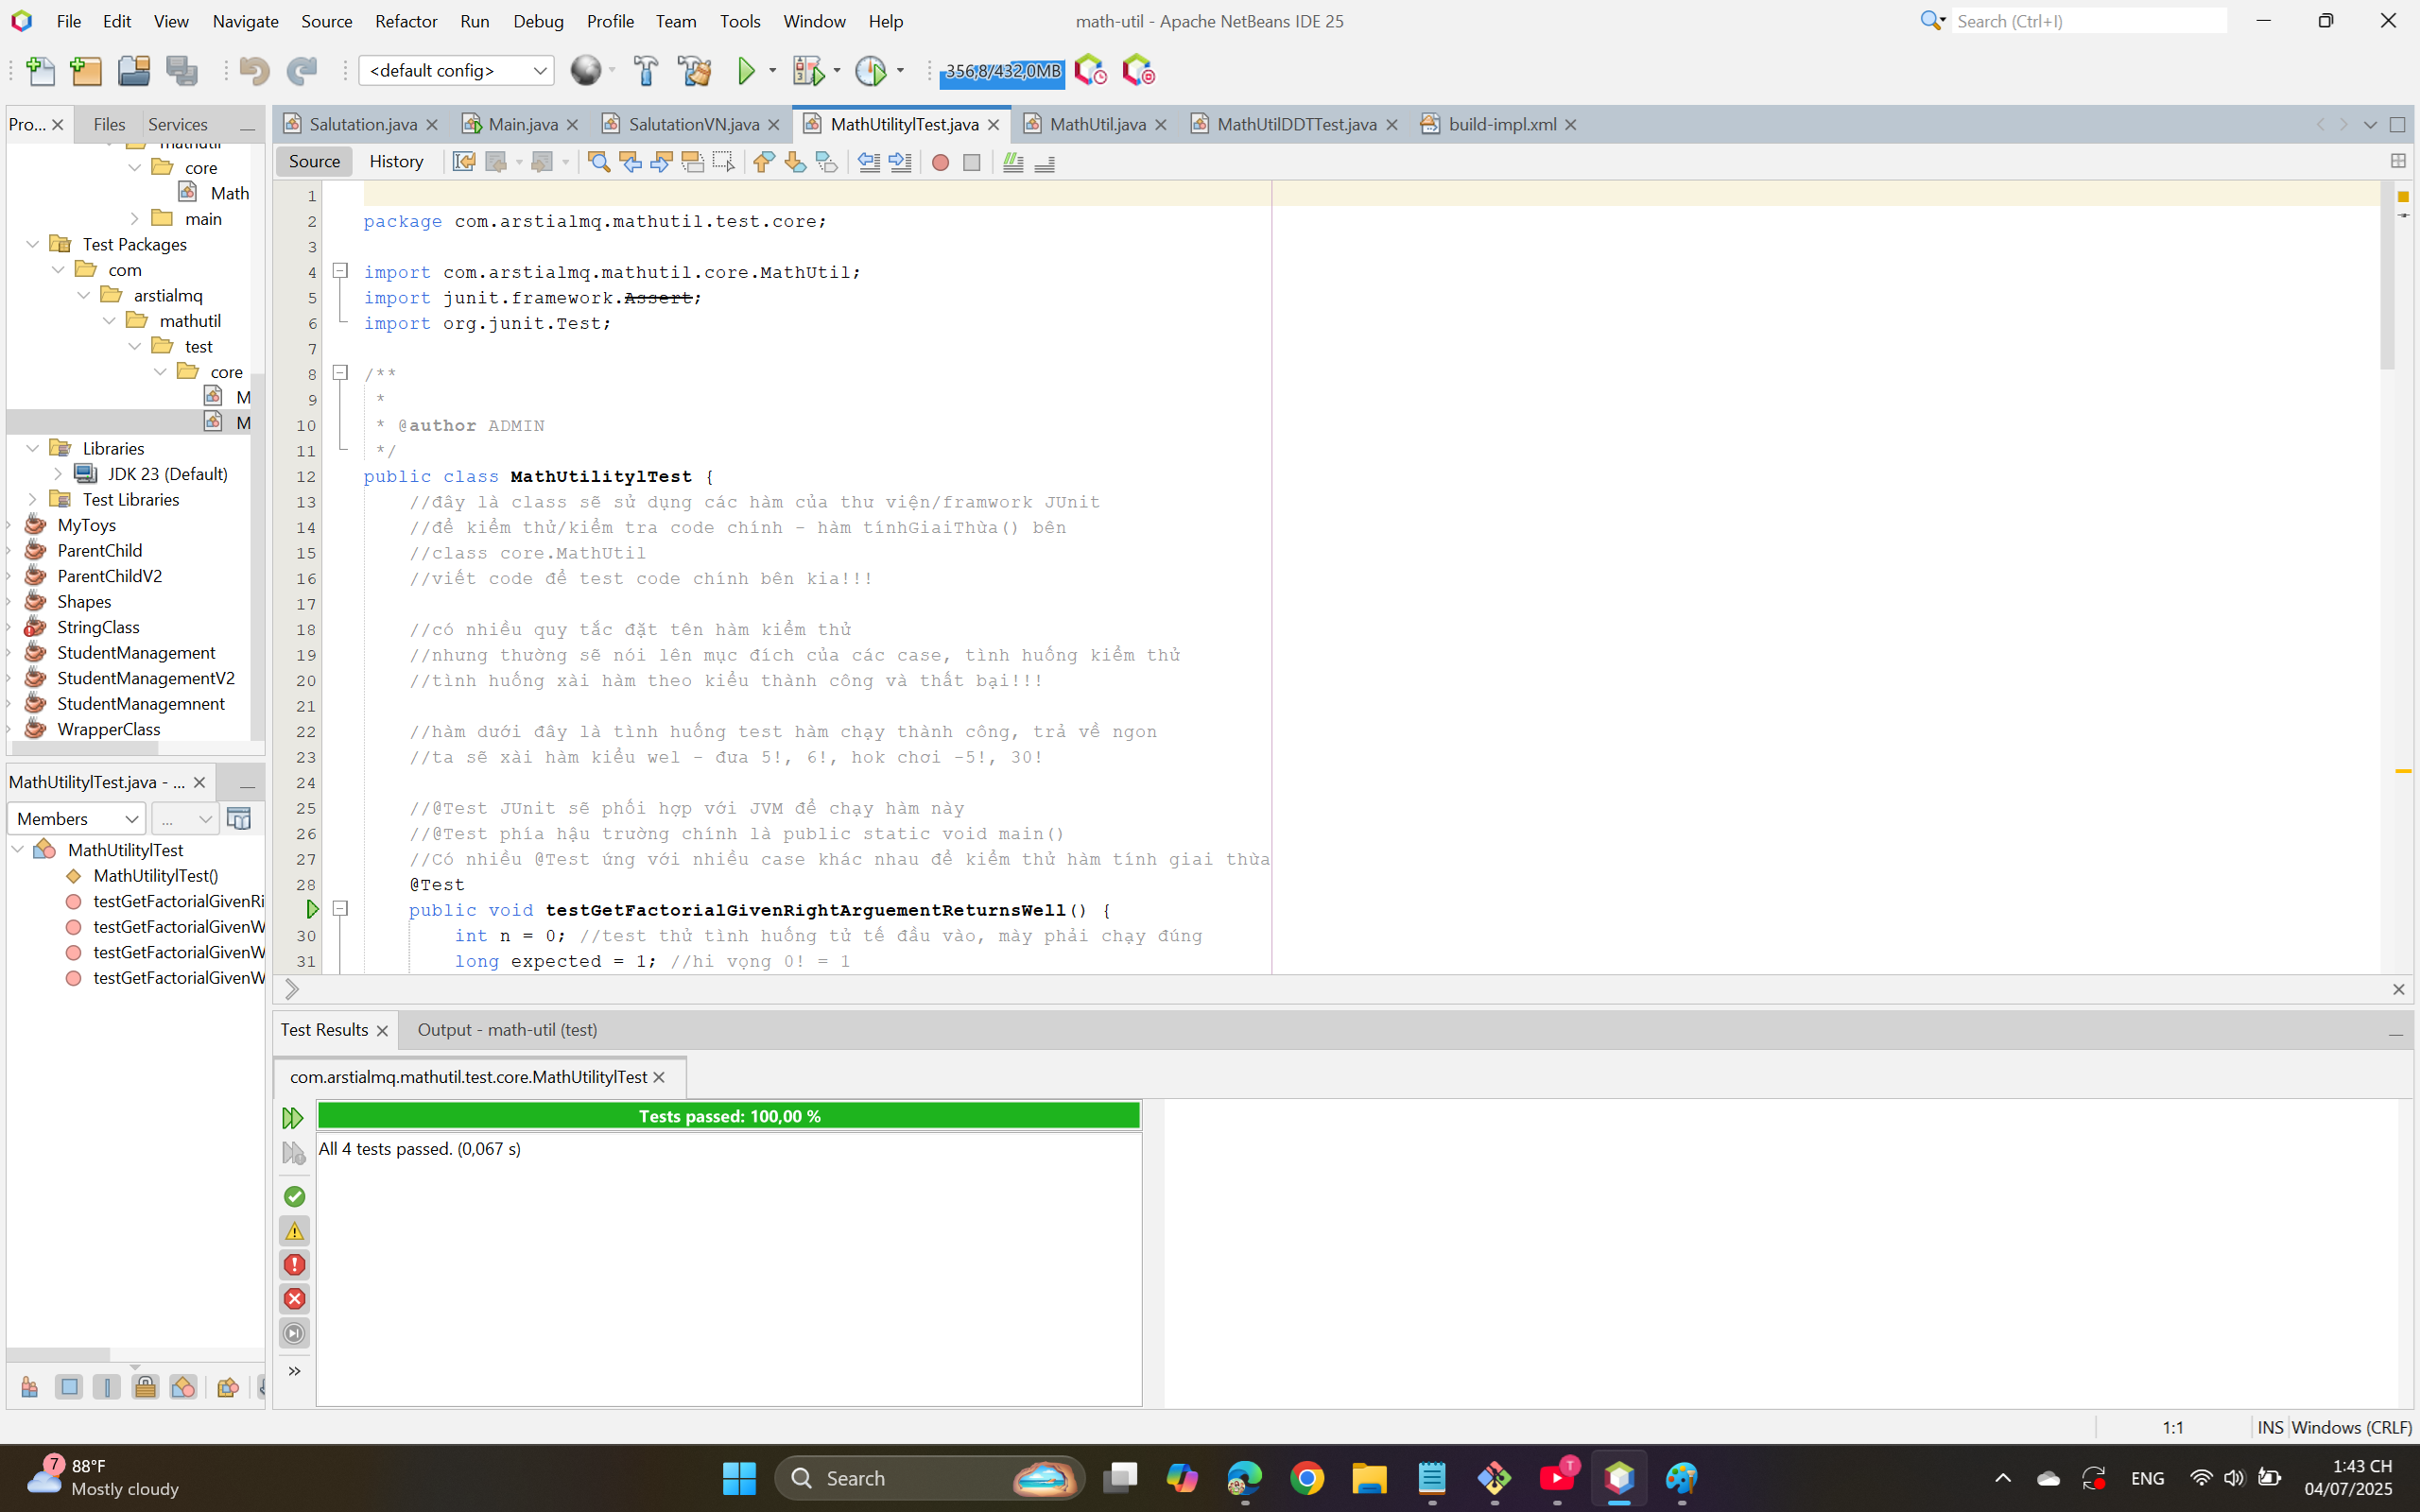 File Edit View Navigate Source Refactor Run Debug Profile Team Tools Window Help
math-util - Apache NetBeans IDE 25
Search (Ctrl+I)
<default config>
356,8/432,0MB
Pro... Files Services
Salutation.java Main.java SalutationVN.java MathUtilitylTest.java MathUtil.java MathUtilDDTTest.java build-impl.xml
Source History
core
Math
main
Test Packages
com
arstialmq
mathutil
test
core
M
M
Libraries
JDK 23 (Default)
Test Libraries
MyToys
ParentChild
ParentChildV2
Shapes
StringClass
StudentManagement
StudentManagementV2
StudentManagemnent
WrapperClass
1
2 package com.arstialmq.mathutil.test.core;
3
4 import com.arstialmq.mathutil.core.MathUtil;
5 import junit.framework.Assert;
6 import org.junit.Test;
7
8 /**
9 *
10 * @author ADMIN
11 */
12 public class MathUtilitylTest {
13 //đây là class sẽ sử dụng các hàm của thư viện/framwork JUnit
14 //để kiểm thử/kiểm tra code chính - hàm tínhGiaiThừa() bên
15 //class core.MathUtil
16 //viết code để test code chính bên kia!!!
17
18 //có nhiều quy tắc đặt tên hàm kiểm thử
19 //nhưng thường sẽ nói lên mục đích của các case, tình huống kiểm thử
20 //tình huống xài hàm theo kiểu thành công và thất bại!!!
21
22 //hàm dưới đây là tình huống test hàm chạy thành công, trả về ngon
23 //ta sẽ xài hàm kiểu wel - đưa 5!, 6!, hok chơi -5!, 30!
24
25 //@Test JUnit sẽ phối hợp với JVM để chạy hàm này
26 //@Test phía hậu trường chính là public static void main()
27 //Có nhiều @Test ứng với nhiều case khác nhau để kiểm thử hàm tính giai thừa
28 @Test
public void testGetFactorialGivenRightArguementReturnsWell() {
30 int n = 0; //test thử tình huống tử tế đầu vào, mày phải chạy đúng
31 long expected = 1; //hi vọng 0! = 1
MathUtilitylTest.java - ...
Members ...
MathUtilitylTest
MathUtilitylTest()
testGetFactorialGivenRi
testGetFactorialGivenW
testGetFactorialGivenW
testGetFactorialGivenW
Test Results Output - math-util (test)
com.arstialmq.mathutil.test.core.MathUtilitylTest
Tests passed: 100,00 %
All 4 tests passed. (0,067 s)
1:1 INS Windows (CRLF)
7 88°F
Mostly cloudy
Search
T
ENG
1:43 CH
04/07/2025